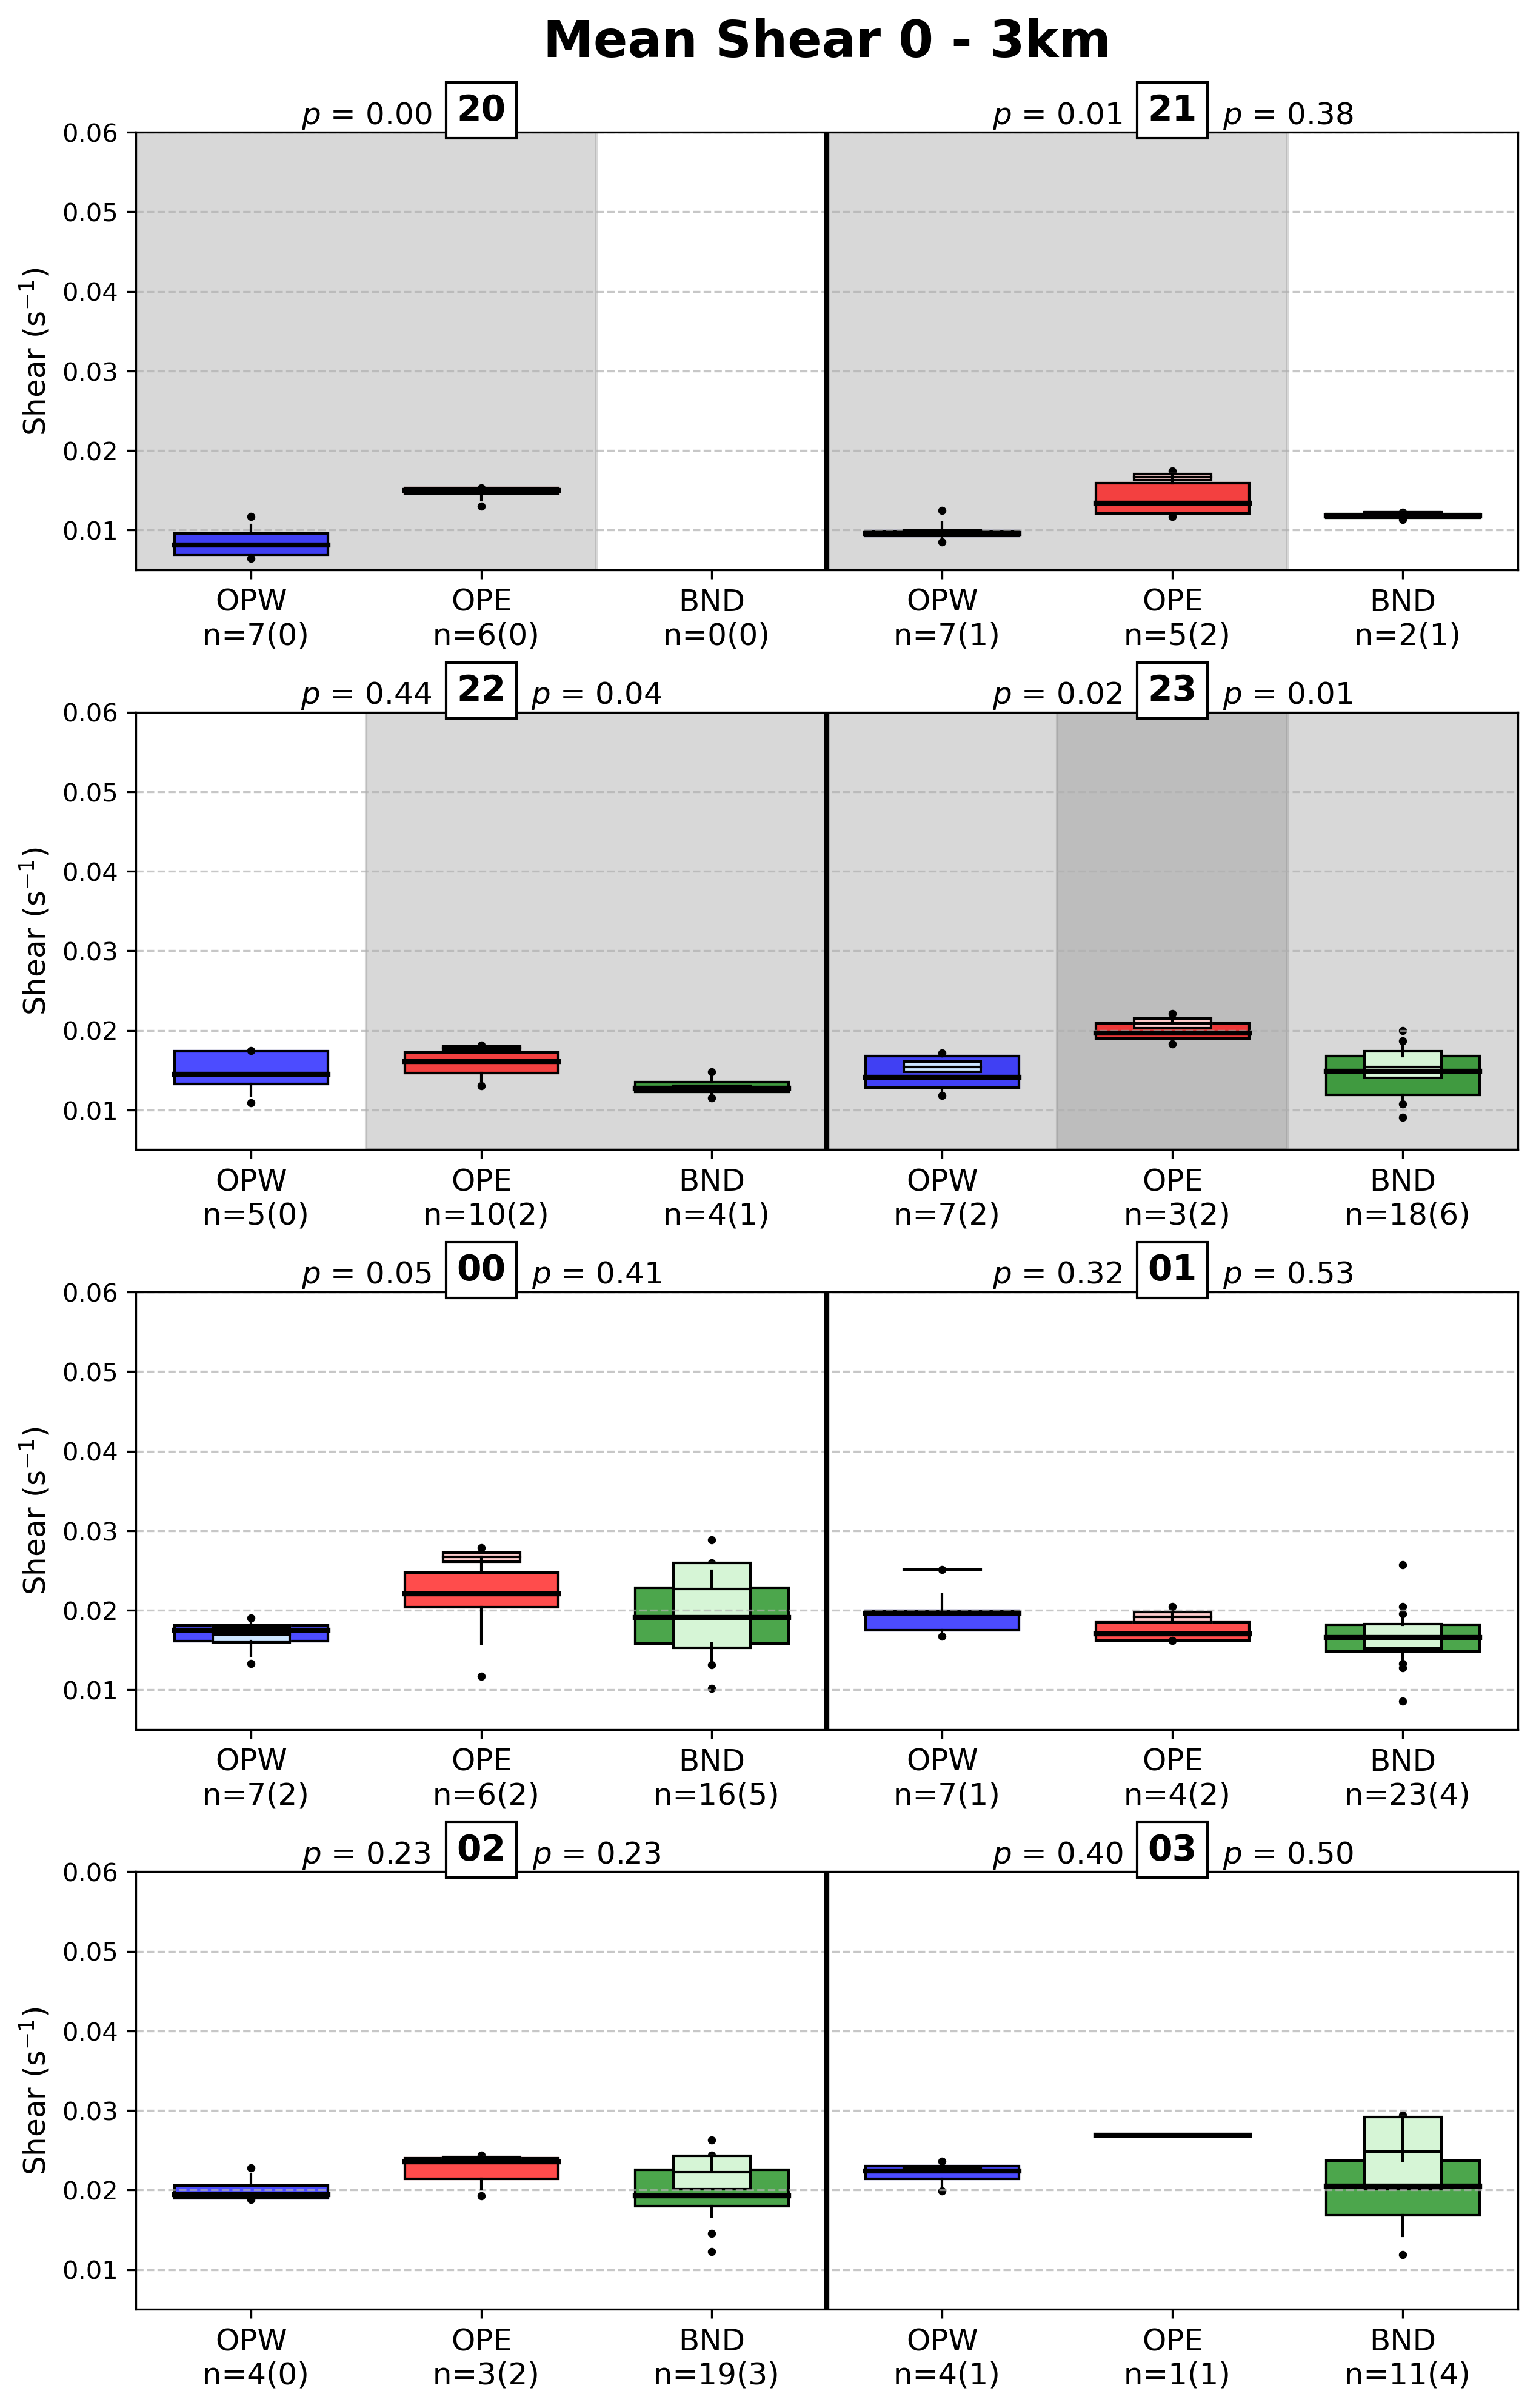 Mean Shear 0 - 3km
p = 0.00 20
p = 0.01 21 p = 0.38
0.06
0.05
0.04
0.03
0.02
0.01
Shear (s⁻¹)
OPW OPE BND OPW OPE BND
n=7(0) n=6(0) n=0(0) n=7(1) n=5(2) n=2(1)
p = 0.44 22 p = 0.04
p = 0.02 23 p = 0.01
0.06
0.05
0.04
0.03
0.02
0.01
Shear (s⁻¹)
OPW OPE BND OPW OPE BND
n=5(0) n=10(2) n=4(1) n=7(2) n=3(2) n=18(6)
p = 0.05 00 p = 0.41
p = 0.32 01 p = 0.53
0.06
0.05
0.04
0.03
0.02
0.01
Shear (s⁻¹)
OPW OPE BND OPW OPE BND
n=7(2) n=6(2) n=16(5) n=7(1) n=4(2) n=23(4)
p = 0.23 02 p = 0.23
p = 0.40 03 p = 0.50
0.06
0.05
0.04
0.03
0.02
0.01
Shear (s⁻¹)
OPW OPE BND OPW OPE BND
n=4(0) n=3(2) n=19(3) n=4(1) n=1(1) n=11(4)